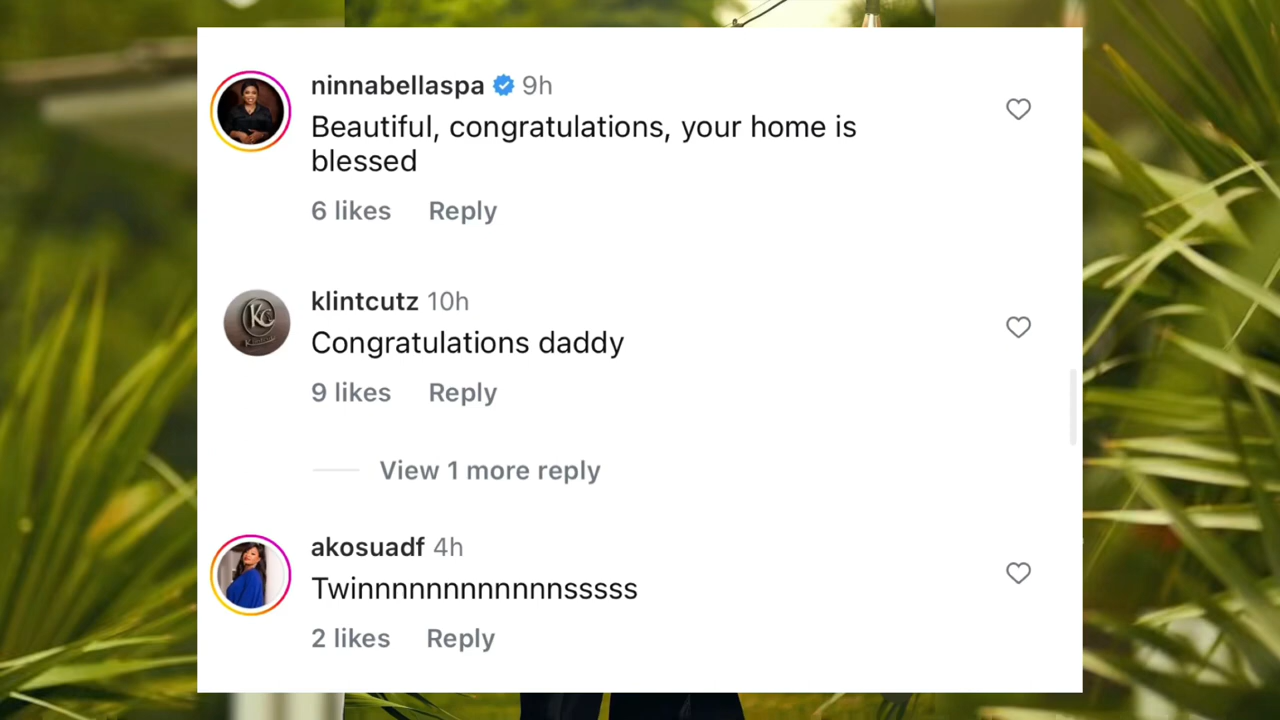 ninnabellaspa 9h
Beautiful, congratulations, your home is
blessed
6 likes Reply
KG
klintcutz 10h
Congratulations daddy
9 likes Reply
View 1 more reply
akosuadf 4h
Twinnnnnnnnnnnnsssss
2 likes Reply